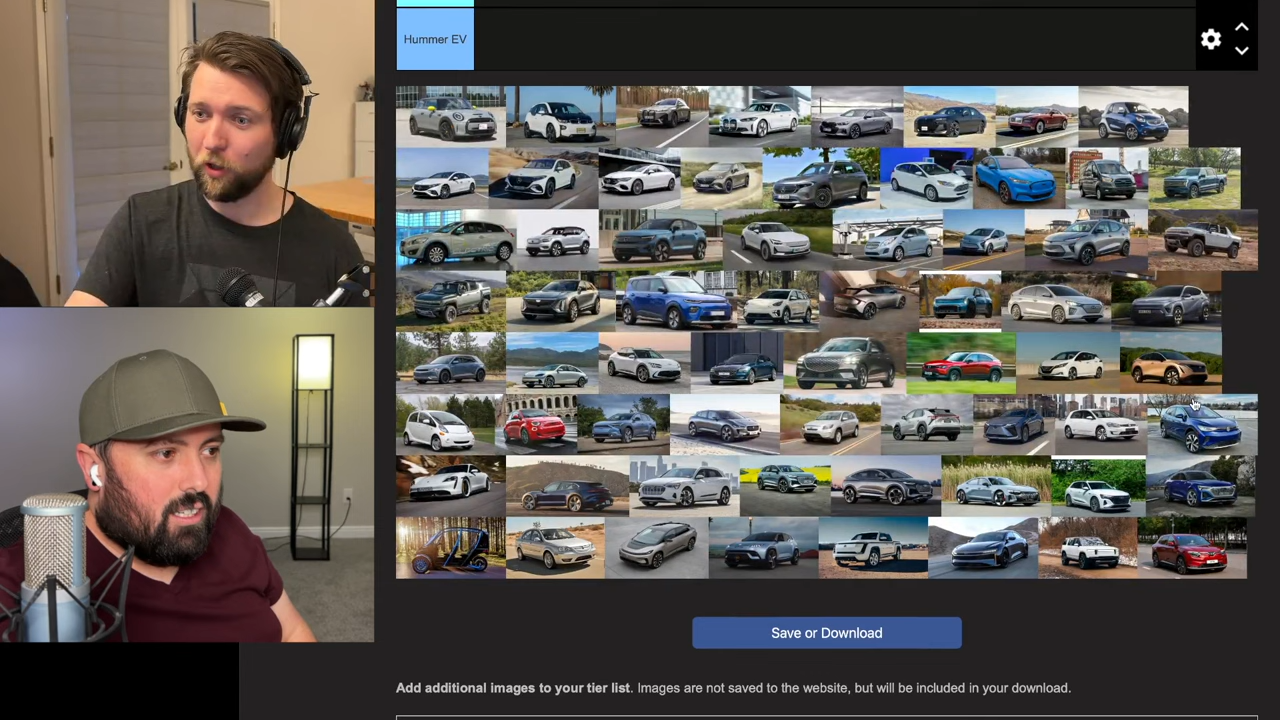 Hummer EV
Save or Download
Add additional images to your tier list. Images are not saved to the website, but will be included in your download.